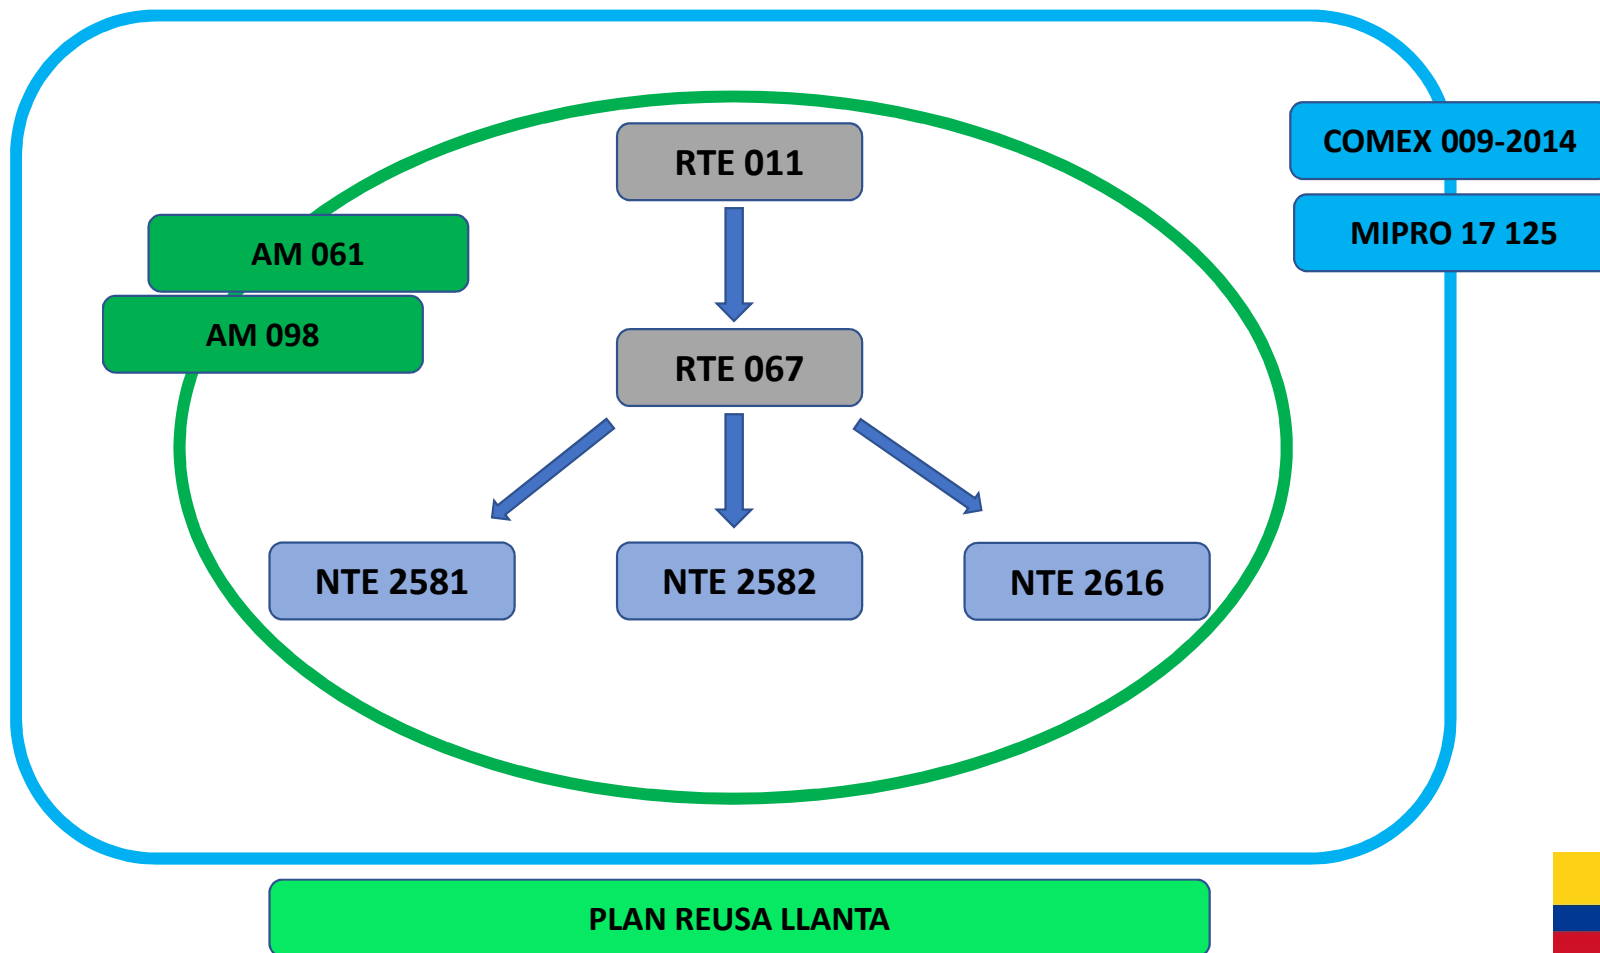 RTE 011
COMEX 009-2014
MIPRO 17 125
AM 061
AM 098
RTE 067
NTE 2581
NTE 2582
NTE 2616
PLAN REUSA LLANTA